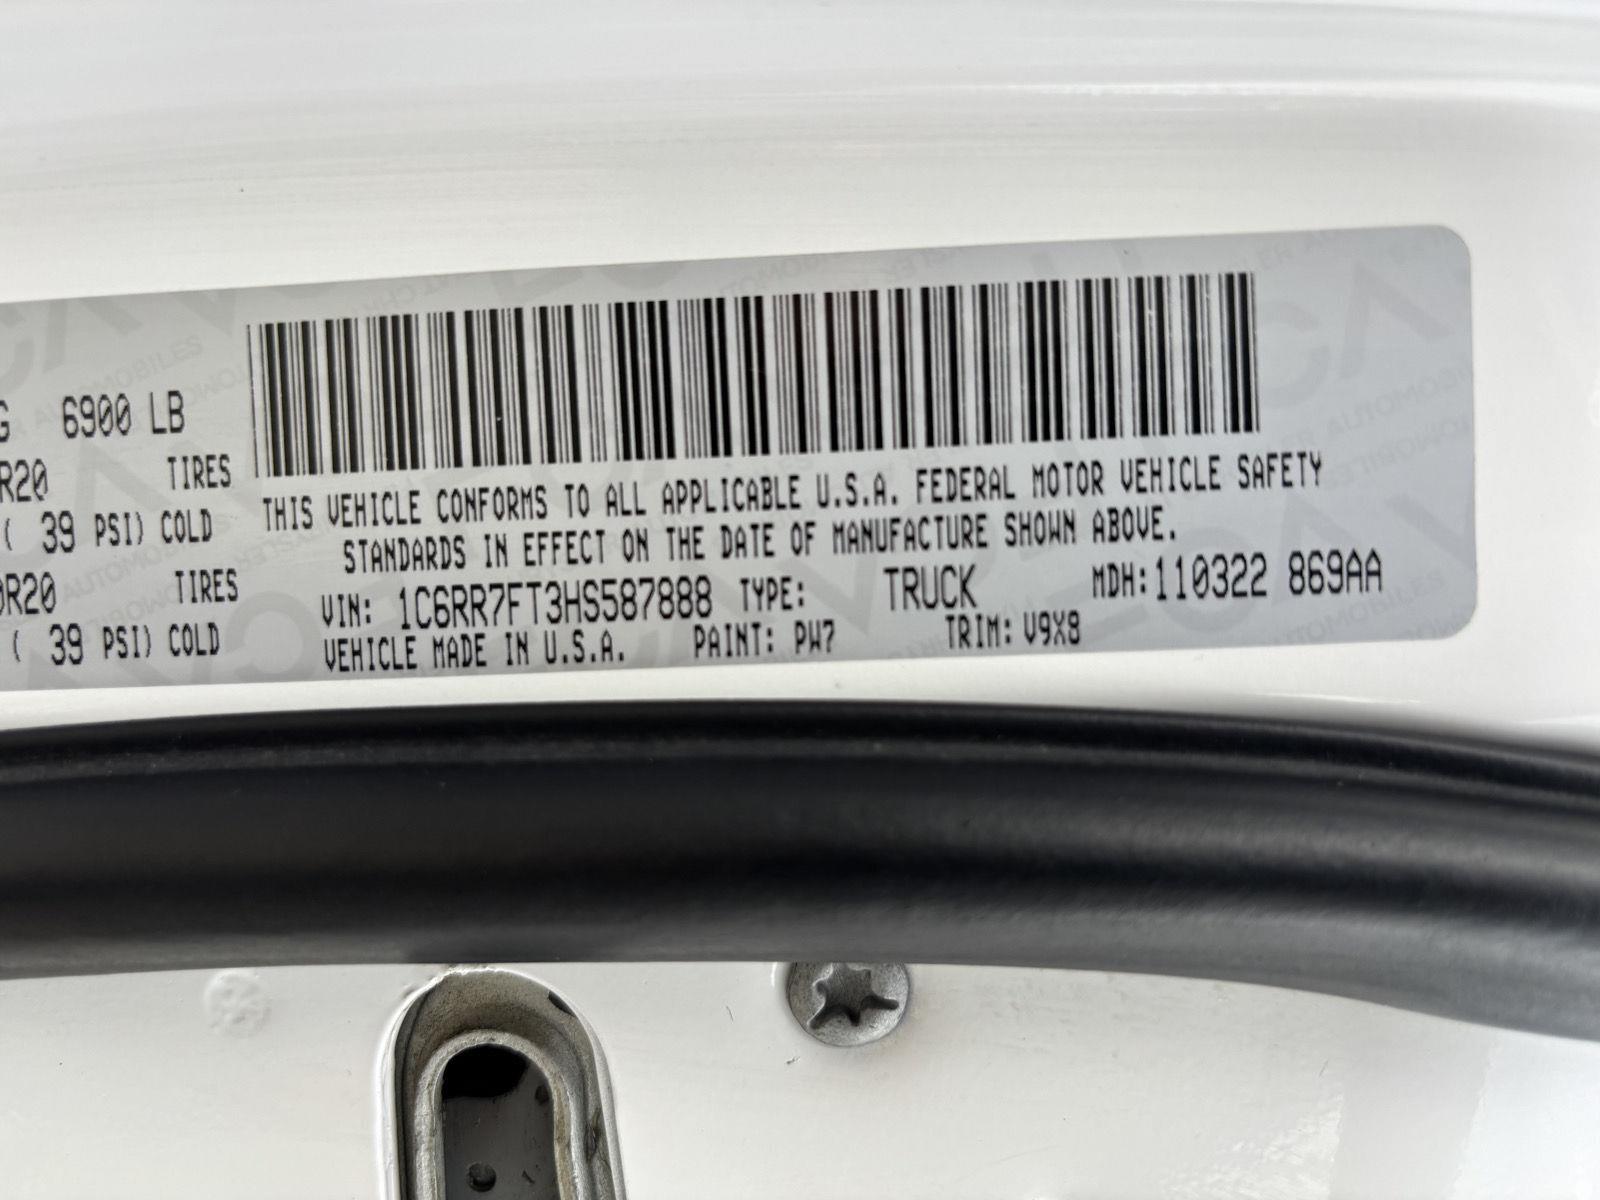 G 6900 LB
R20 TIRES
( 39 PSI) COLD
0R20 TIRES
( 39 PSI) COLD
THIS VEHICLE CONFORMS TO ALL APPLICABLE U.S.A. FEDERAL MOTOR VEHICLE SAFETY
STANDARDS IN EFFECT ON THE DATE OF MANUFACTURE SHOWN ABOVE.
VIN: 1C6RR7FT3HS587888 TYPE: TRUCK MDH: 110322 869AA
VEHICLE MADE IN U.S.A. PAINT: PW7 TRIM: V9X8